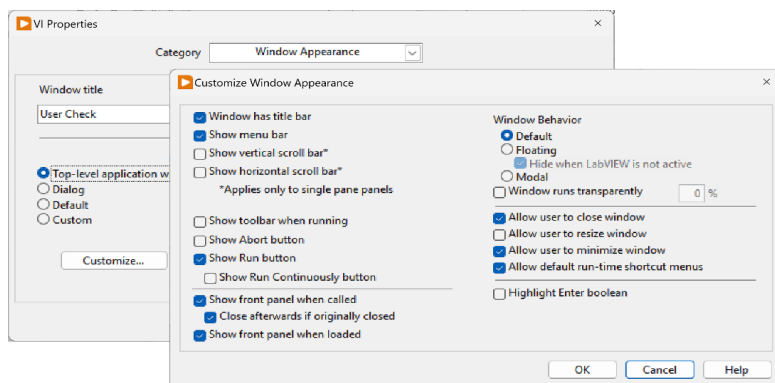 VI Properties
Category Window Appearance
Window title
User Check
Top-level application w
Dialog
Default
Custom
Customize...
Customize Window Appearance
Window has title bar
Show menu bar
Show vertical scroll bar*
Show horizontal scroll bar*
*Applies only to single pane panels
Show toolbar when running
Show Abort button
Show Run button
Show Run Continuously button
Show front panel when called
Close afterwards if originally closed
Show front panel when loaded
Window Behavior
Default
Floating
Hide when LabVIEW is not active
Modal
Window runs transparently 0 %
Allow user to close window
Allow user to resize window
Allow user to minimize window
Allow default run-time shortcut menus
Highlight Enter boolean
OK Cancel Help